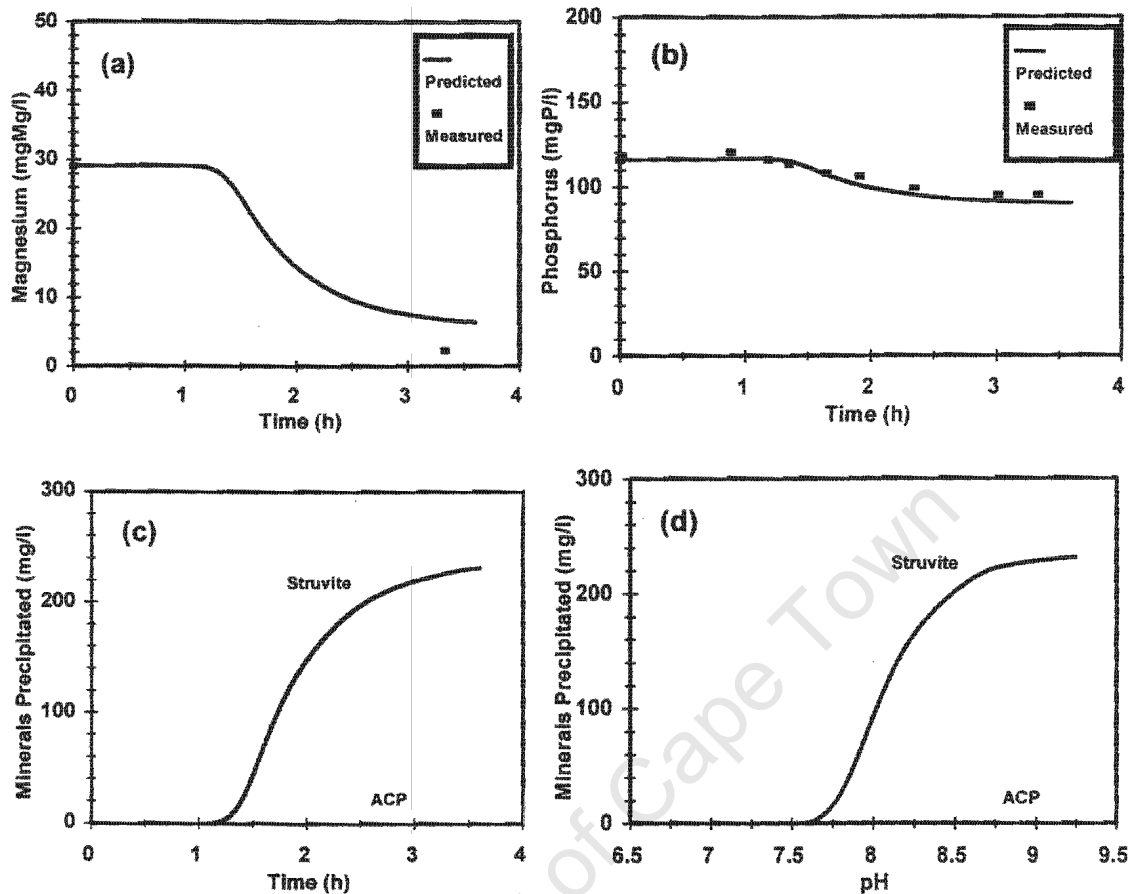 (a)
Predicted
Measured
Magnesium (mgMg/l)
50
40
30
20
10
0
0 1 2 3 4
Time (h)
(b)
Predicted
Measured
Phosphorus (mgP/l)
200
150
100
50
0
0 1 2 3 4
Time (h)
(c)
Struvite
ACP
Minerals Precipitated (mg/l)
300
200
100
0
0 1 2 3 4
Time (h)
(d)
Struvite
ACP
Minerals Precipitated (mg/l)
300
200
100
0
6.5 7 7.5 8 8.5 9 9.5
pH
of Cape Town